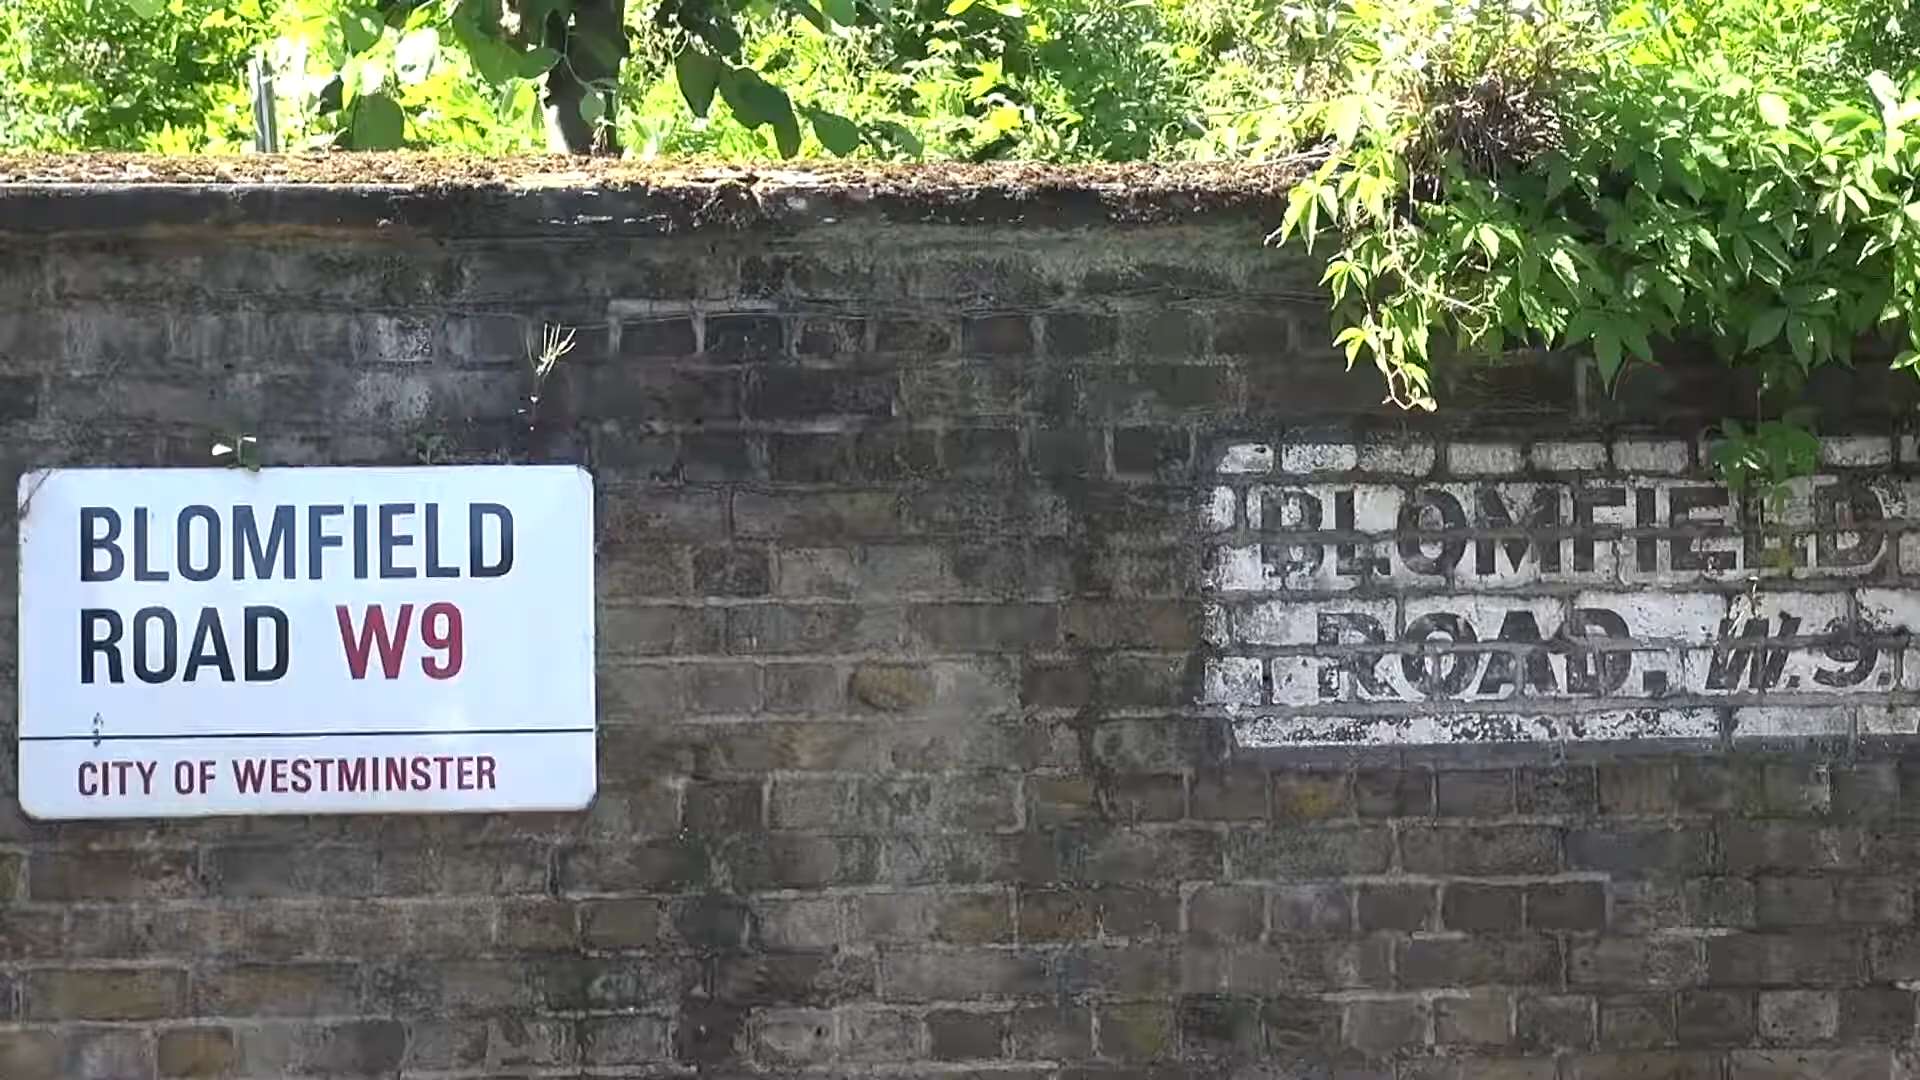 BLOMFIELD
ROAD W9
CITY OF WESTMINSTER
BLOMFIELD
ROAD, W.9.